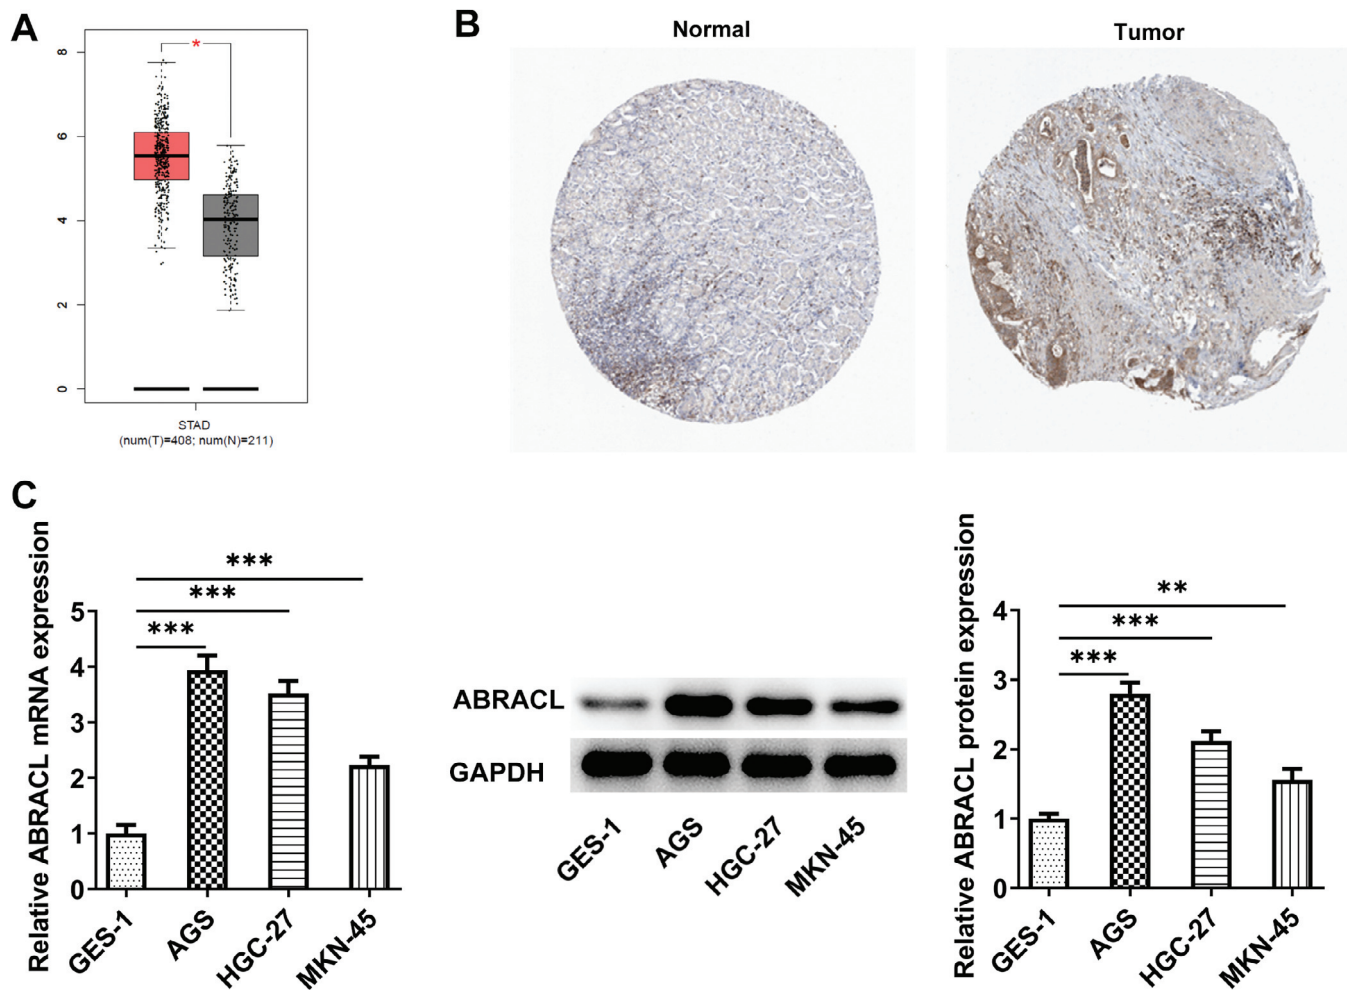 A
*
8
6
4
2
0
STAD
(num(T)=408; num(N)=211)
B
Normal
Tumor
C
Relative ABRACL mRNA expression
5
4
3
2
1
0
***
***
***
GES-1
AGS
HGC-27
MKN-45
ABRACL
GAPDH
GES-1
AGS
HGC-27
MKN-45
Relative ABRACL protein expression
4
3
2
1
0
**
***
***
GES-1
AGS
HGC-27
MKN-45